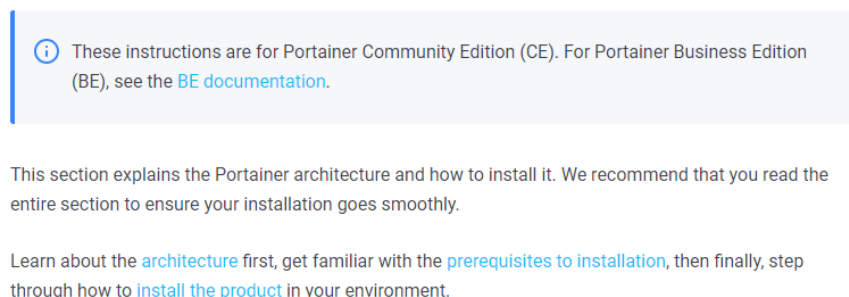 These instructions are for Portainer Community Edition (CE). For Portainer Business Edition
(BE), see the BE documentation.
This section explains the Portainer architecture and how to install it. We recommend that you read the
entire section to ensure your installation goes smoothly.
Learn about the architecture first, get familiar with the prerequisites to installation, then finally, step
through how to install the product in your environment.